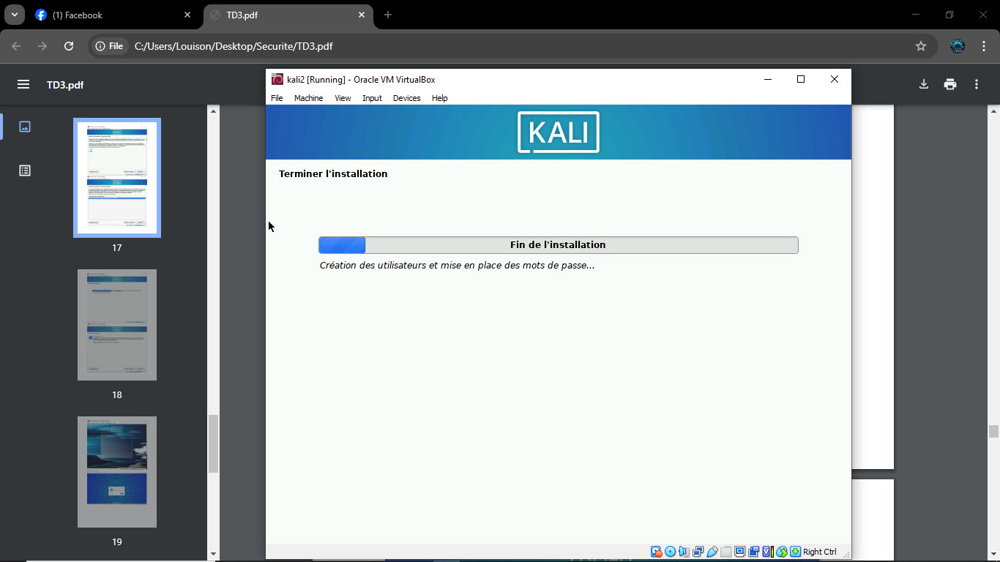 (1) Facebook
TD3.pdf
File
C:/Users/Louison/Desktop/Securite/TD3.pdf
TD3.pdf
kali2 [Running] - Oracle VM VirtualBox
File Machine View Input Devices Help
KALI
Terminer l'installation
Fin de l'installation
Création des utilisateurs et mise en place des mots de passe...
17
18
19
Right Ctrl